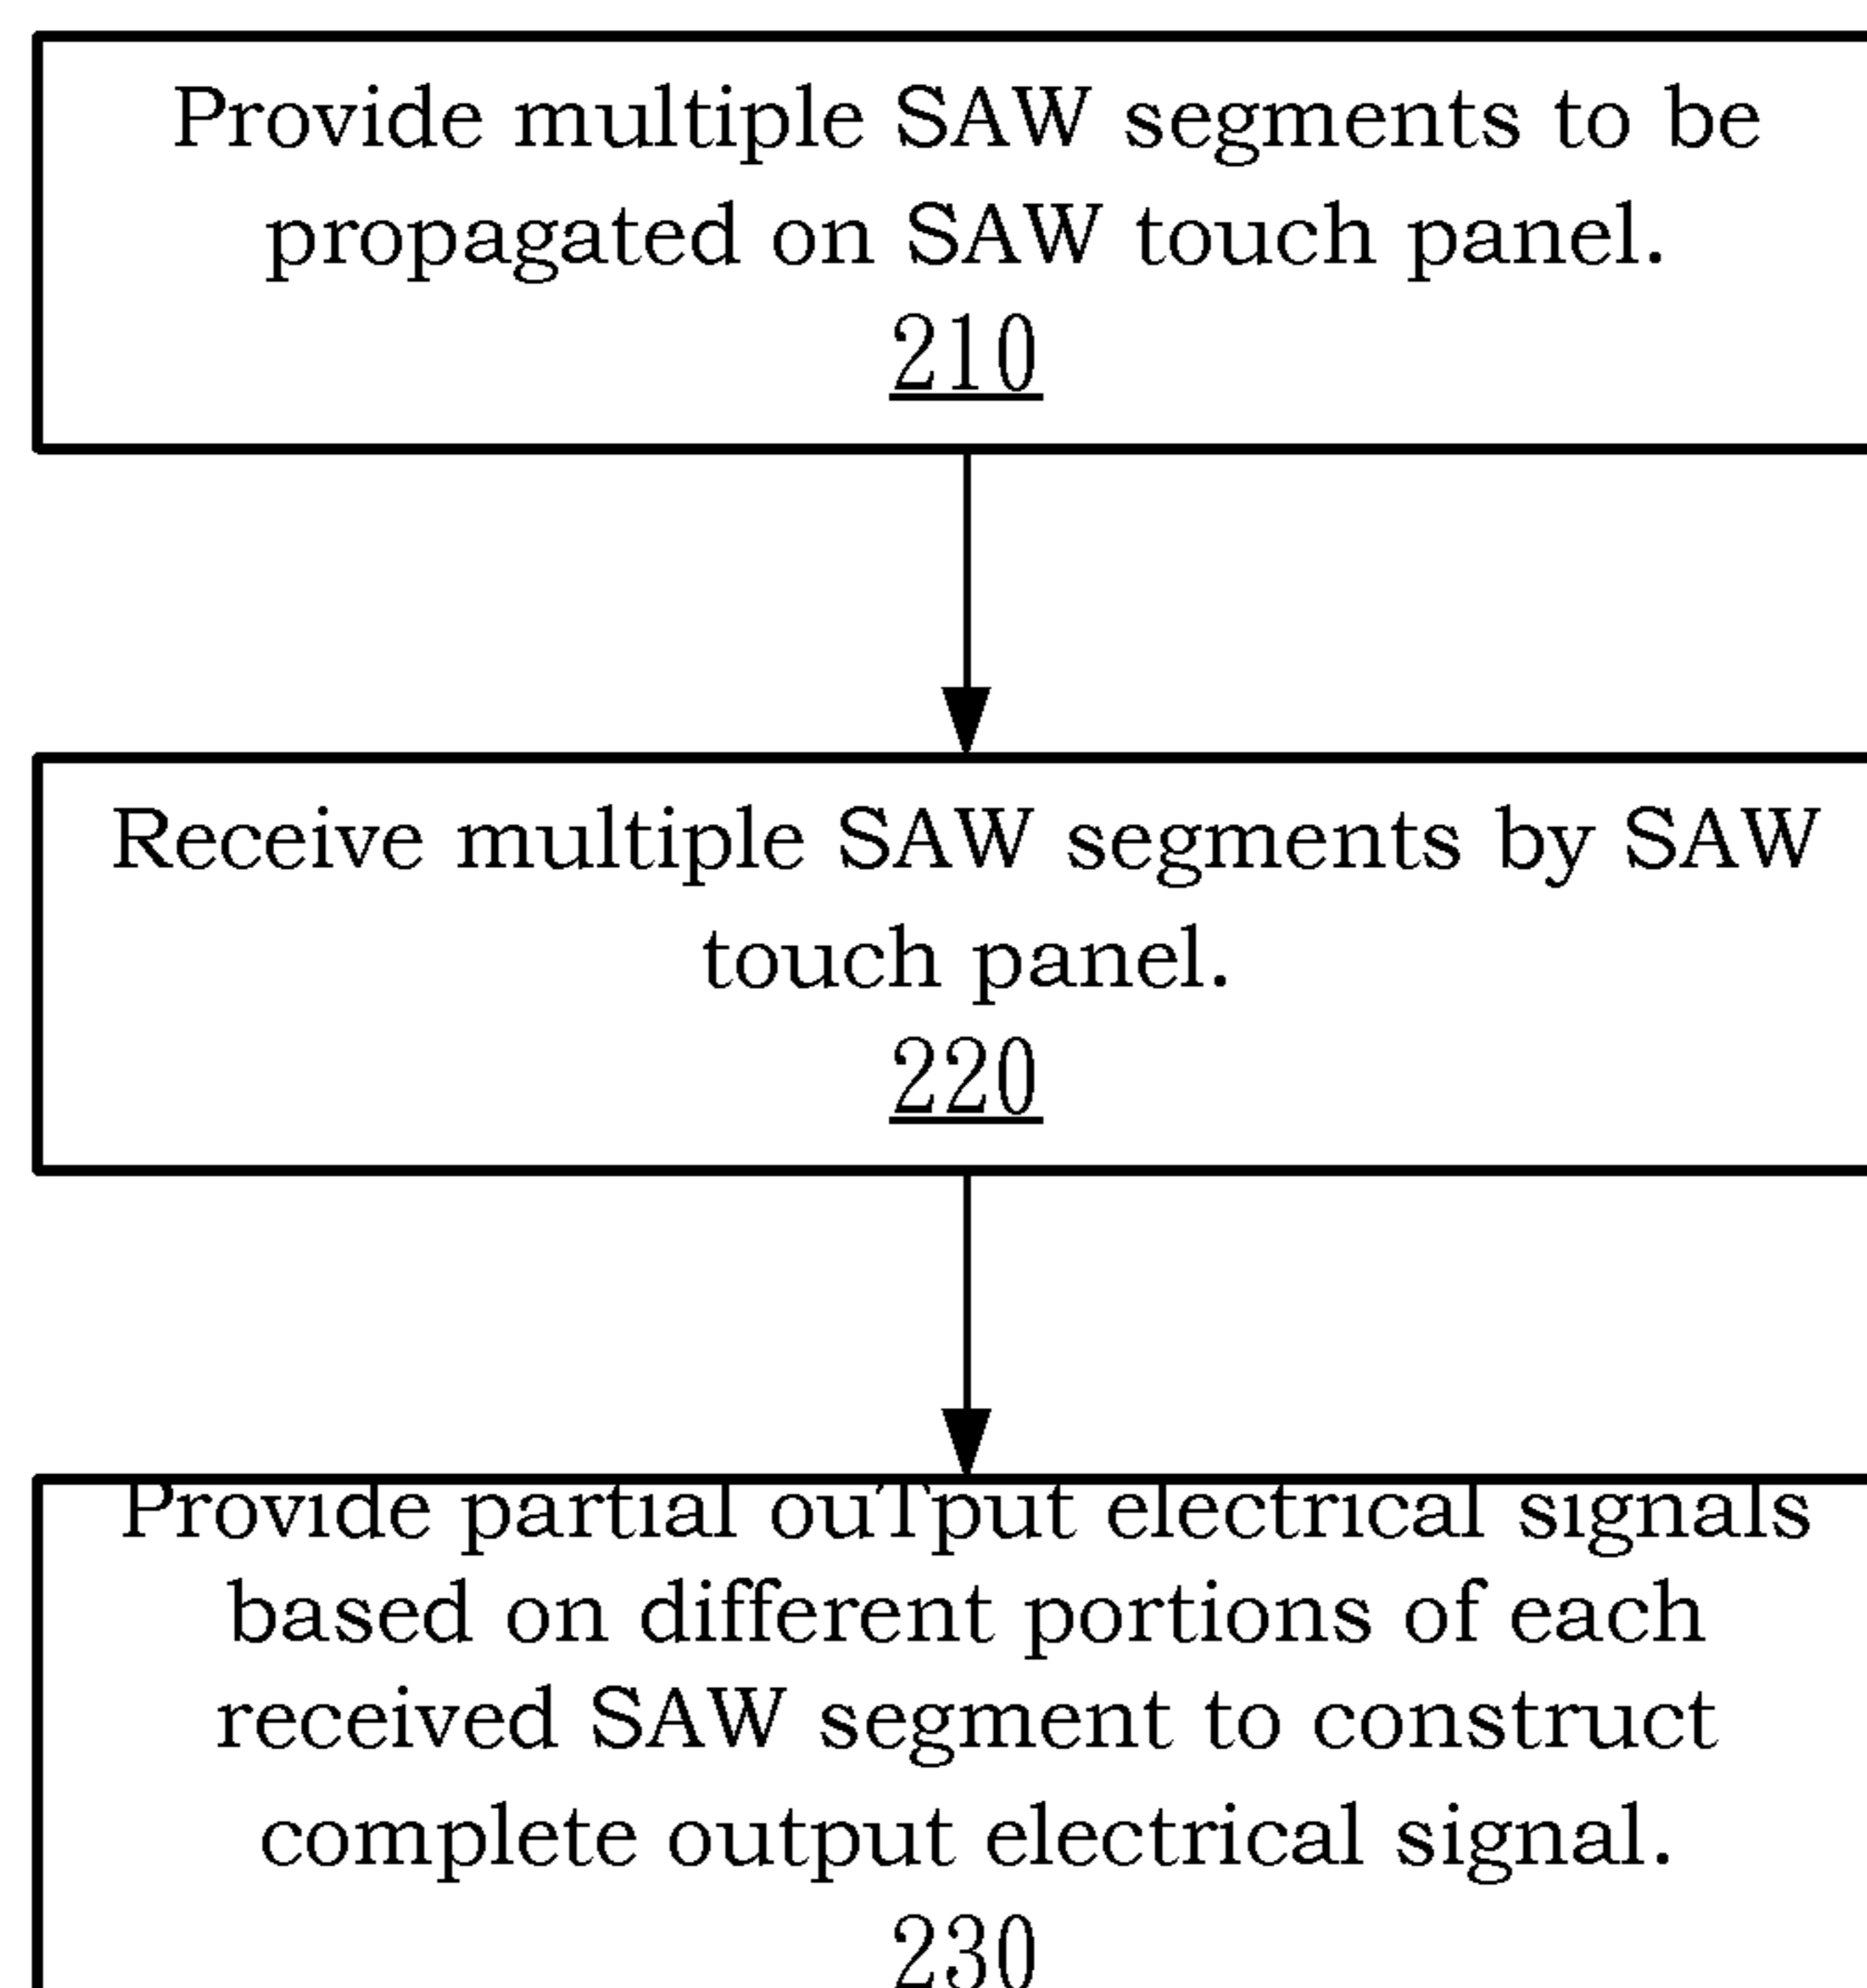 Provide multiple SAW segments to be
propagated on SAW touch panel.
210
Receive multiple SAW segments by SAW
touch panel.
220
Provide partial ouTput electrical signals
based on different portions of each
received SAW segment to construct
complete output electrical signal.
230